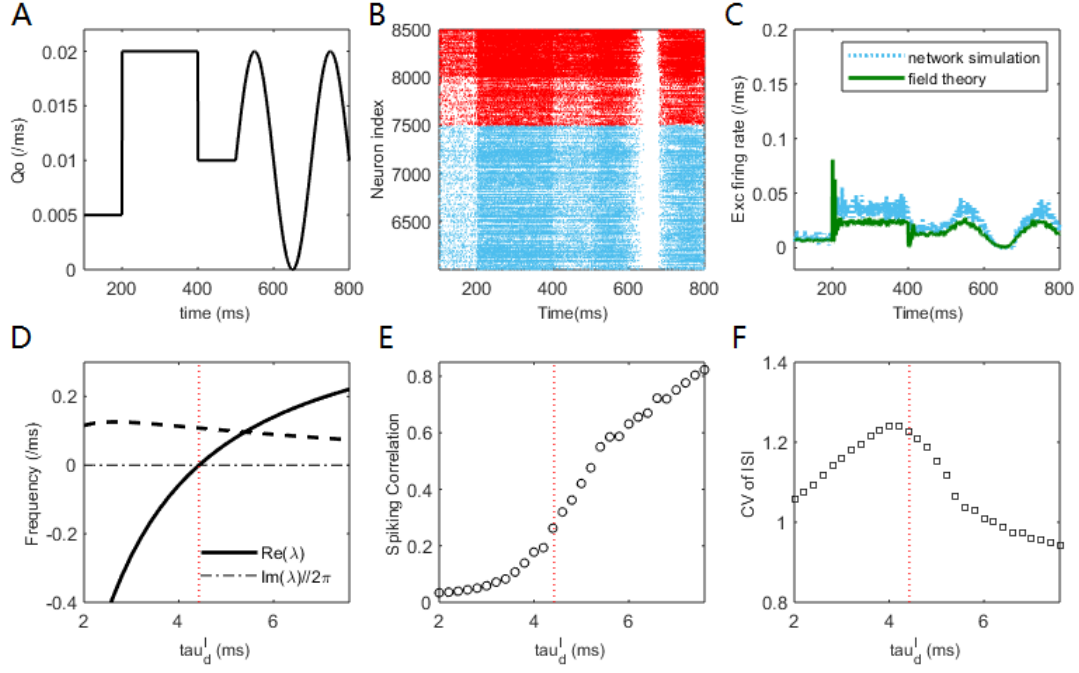 A
0.02
0.015
0.01
0.005
0
Qo (/ms)
200 400 600 800
time (ms)
B
8500
8000
7500
7000
6500
Neuron index
200 400 600 800
Time(ms)
C
0.2
0.15
0.1
0.05
0
Exc firing rate (/ms)
network simulation
field theory
200 400 600 800
Time(ms)
D
0.2
0
-0.2
-0.4
Frequency (/ms)
Re(λ)
Im(λ)//2π
2 4 6
tau_d^I (ms)
E
0.8
0.6
0.4
0.2
0
Spiking Correlation
2 4 6
tau_d^I (ms)
F
1.4
1.2
1
0.8
CV of ISI
2 4 6
tau_d^I (ms)